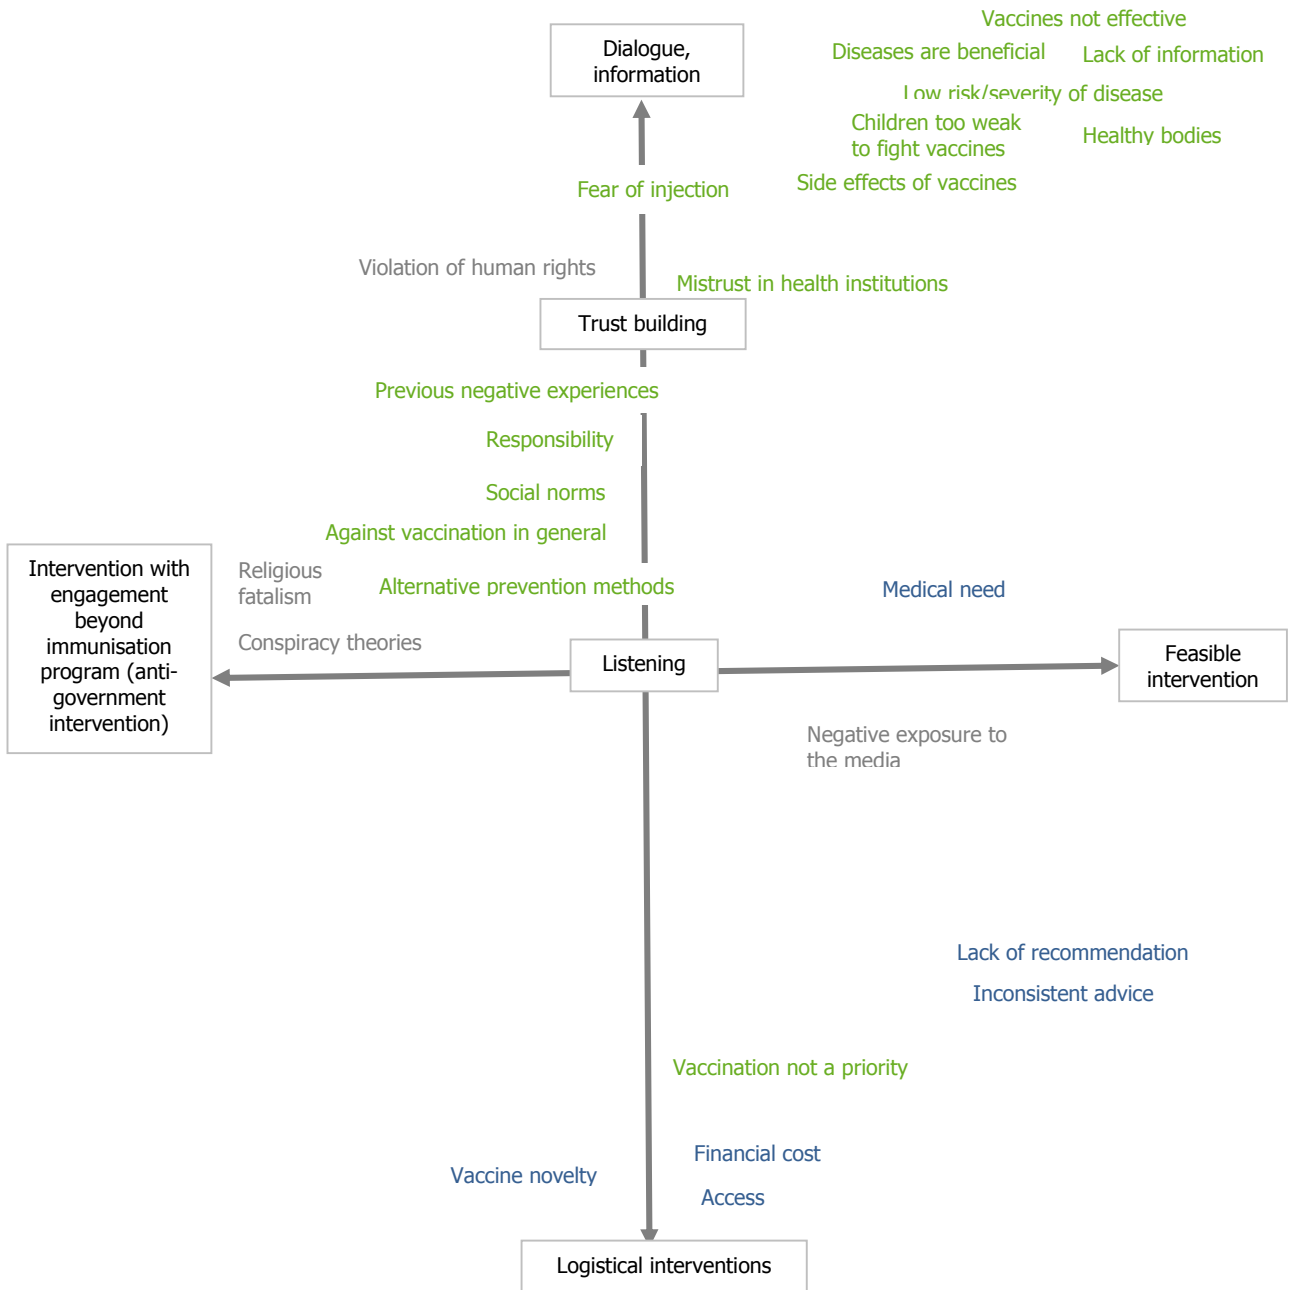 Vaccines not effective
Dialogue,
information
Diseases are beneficial
Lack of information
Low risk/severity of disease
Children too weak
to fight vaccines
Healthy bodies
Fear of injection
Side effects of vaccines
Violation of human rights
Mistrust in health institutions
Trust building
Previous negative experiences
Responsibility
Social norms
Against vaccination in general
Intervention with
engagement
beyond
immunisation
program (anti-
government
intervention)
Religious
fatalism
Alternative prevention methods
Medical need
Conspiracy theories
Listening
Feasible
intervention
Negative exposure to
the media
Lack of recommendation
Inconsistent advice
Vaccination not a priority
Financial cost
Vaccine novelty
Access
Logistical interventions